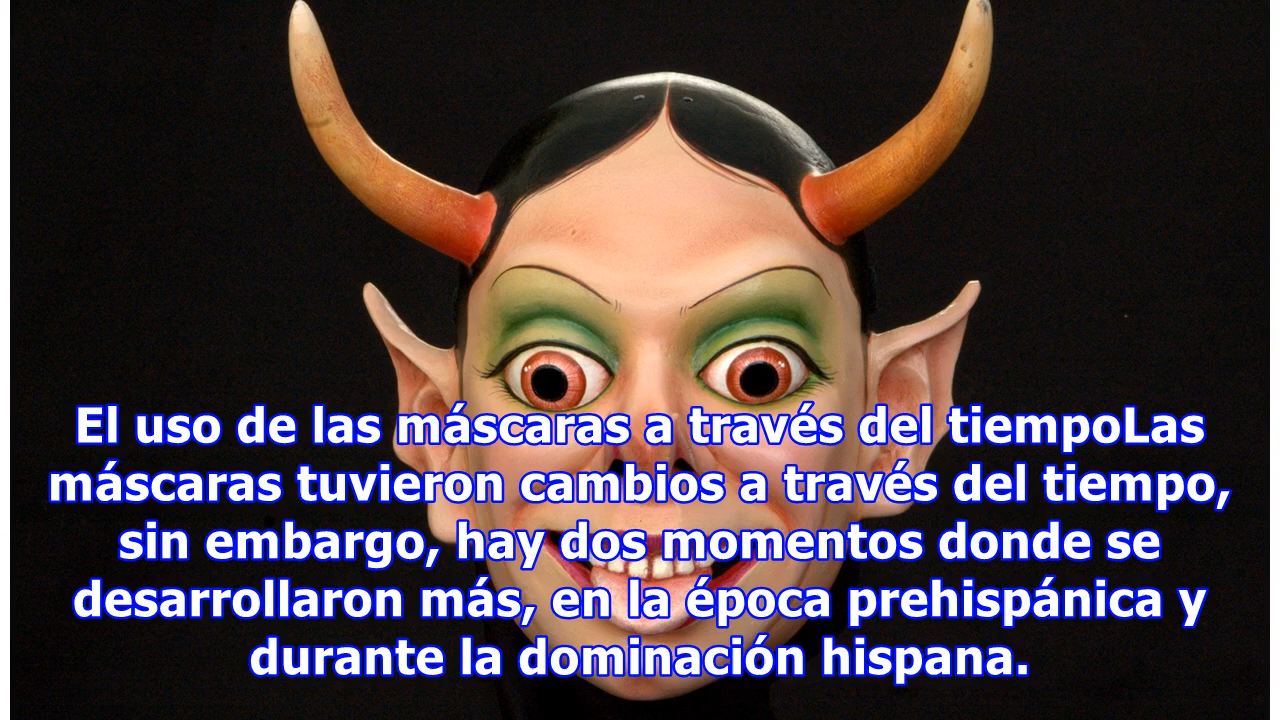 El uso de las máscaras a través del tiempoLas
máscaras tuvieron cambios a través del tiempo,
sin embargo, hay dos momentos donde se
desarrollaron más, en la época prehispánica y
durante la dominación hispana.